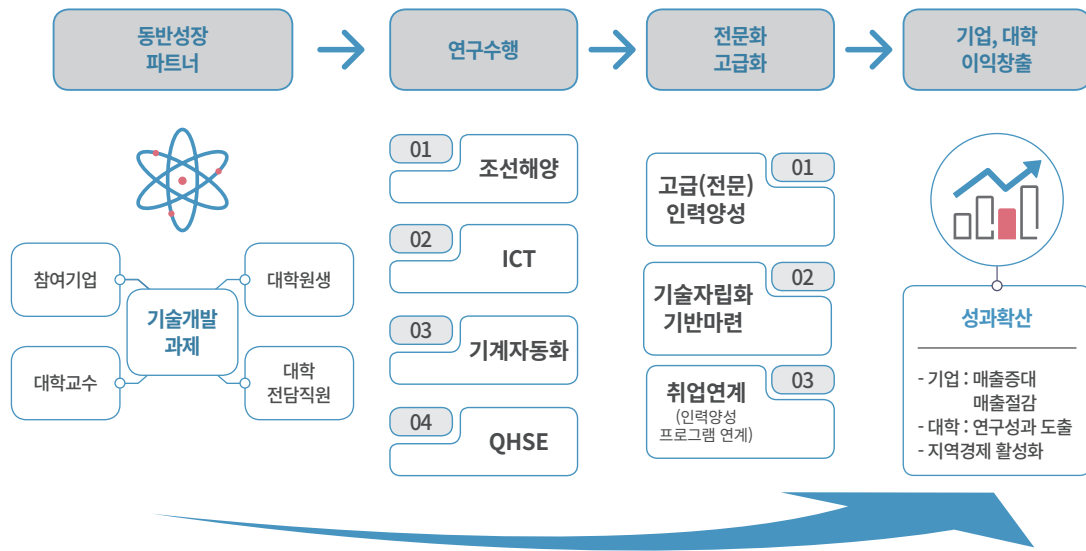 동반성장
파트너
연구수행
전문화
고급화
기업, 대학
이익창출
참여기업
대학원생
기술개발
과제
대학교수
대학
전담직원
01
조선해양
02
ICT
03
기계자동화
04
QHSE
01
고급(전문)
인력양성
02
기술자립화
기반마련
03
취업연계
(인력양성
프로그램 연계)
성과확산
- 기업 : 매출증대
매출절감
- 대학 : 연구성과 도출
- 지역경제 활성화